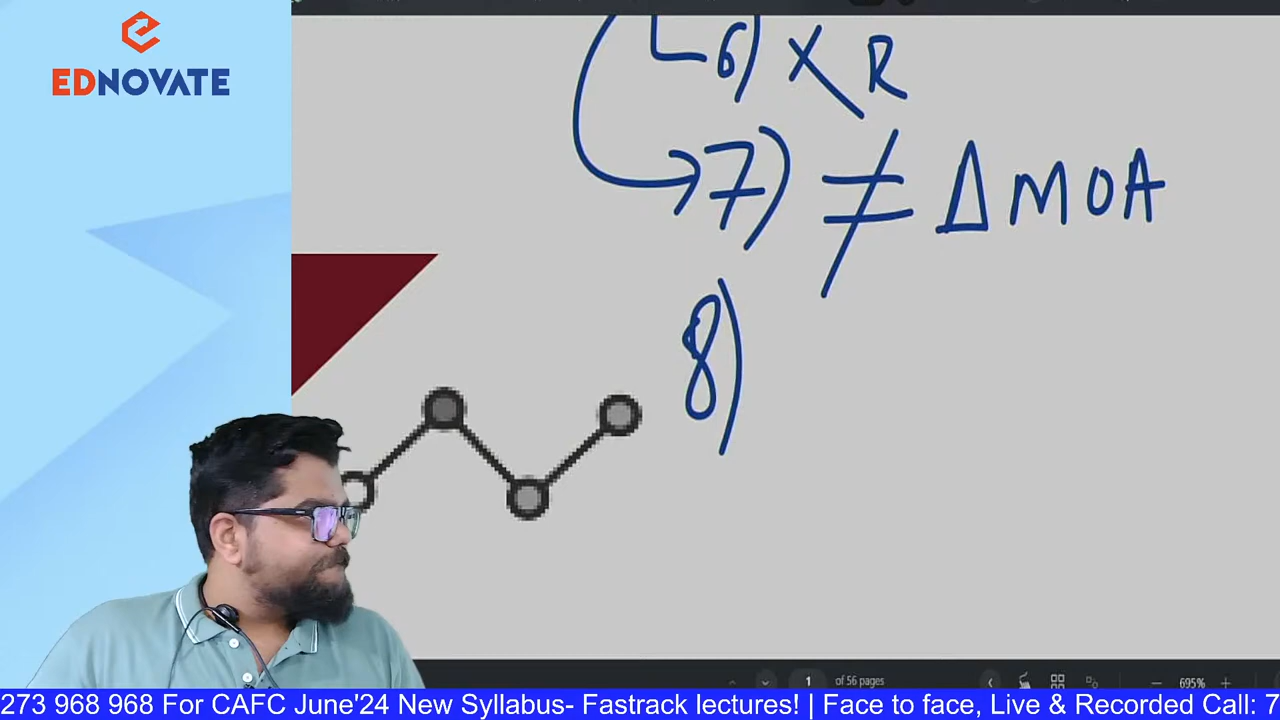 EDNOVATE
6) X R
7) ≠ Δ MOA
8)
1 of 56 pages
695%
273 968 968 For CAFC June'24 New Syllabus- Fastrack lectures! | Face to face, Live & Recorded Call: 7